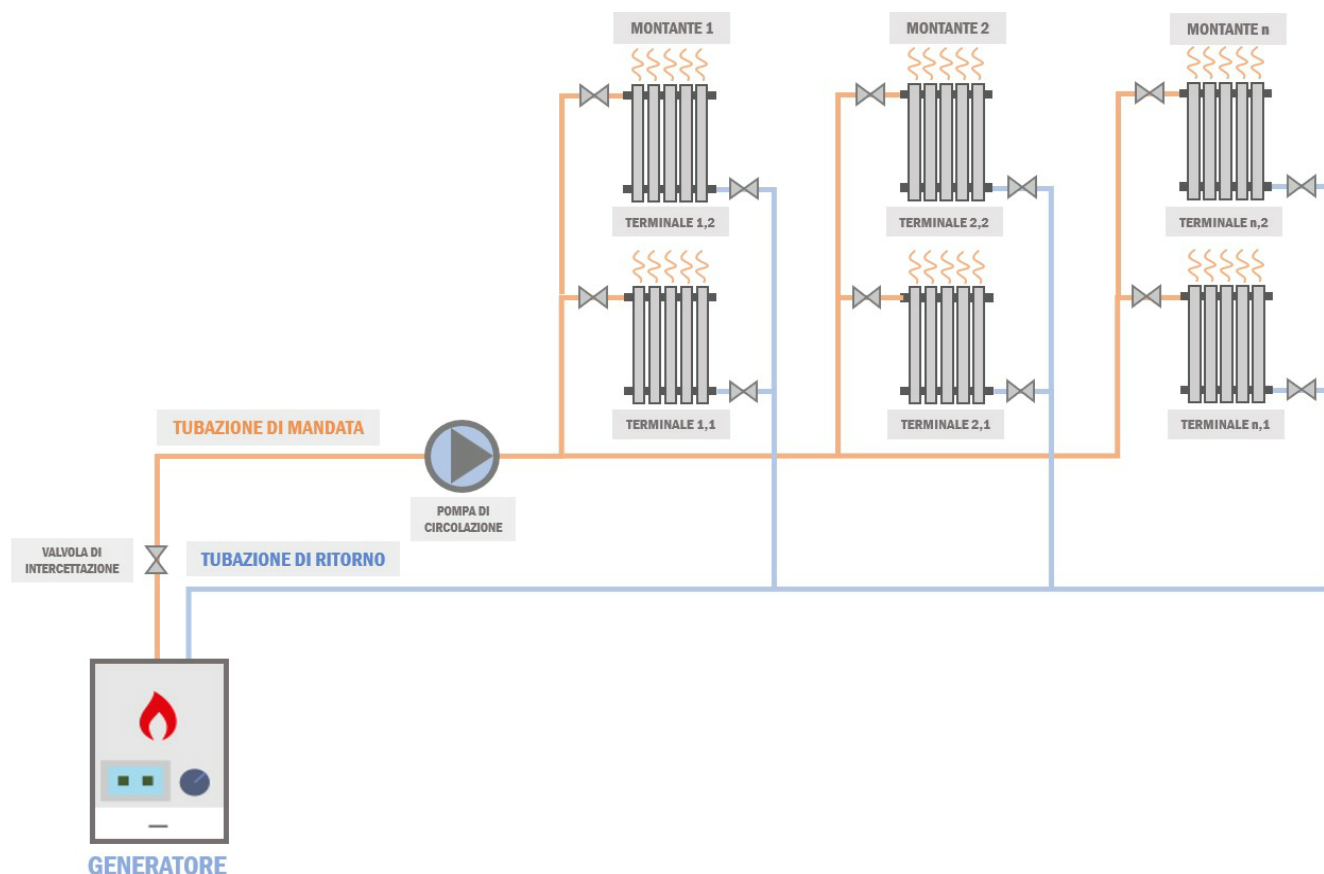 MONTANTE 1
MONTANTE 2
MONTANTE n
TERMINALE 1,2
TERMINALE 2,2
TERMINALE n,2
TERMINALE 1,1
TERMINALE 2,1
TERMINALE n,1
TUBAZIONE DI MANDATA
POMPA DI
CIRCOLAZIONE
VALVOLA DI
INTERCETTAZIONE
TUBAZIONE DI RITORNO
GENERATORE